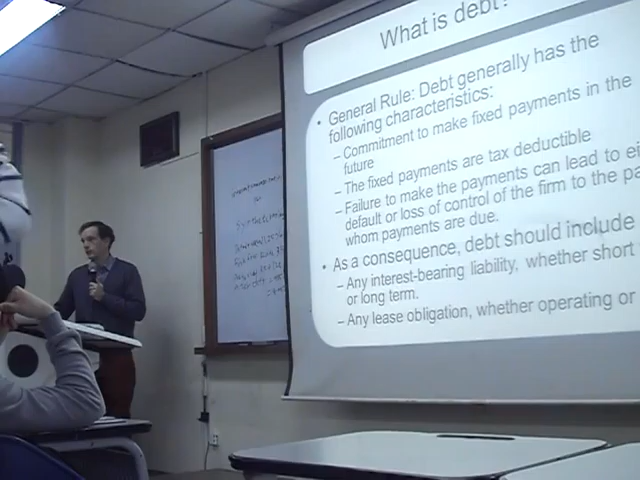 What is debt?
• General Rule: Debt generally has the
following characteristics:
– Commitment to make fixed payments in the
future
– The fixed payments are tax deductible
– Failure to make the payments can lead to ei
default or loss of control of the firm to the pa
whom payments are due.
• As a consequence, debt should include
– Any interest-bearing liability, whether short
or long term.
– Any lease obligation, whether operating or